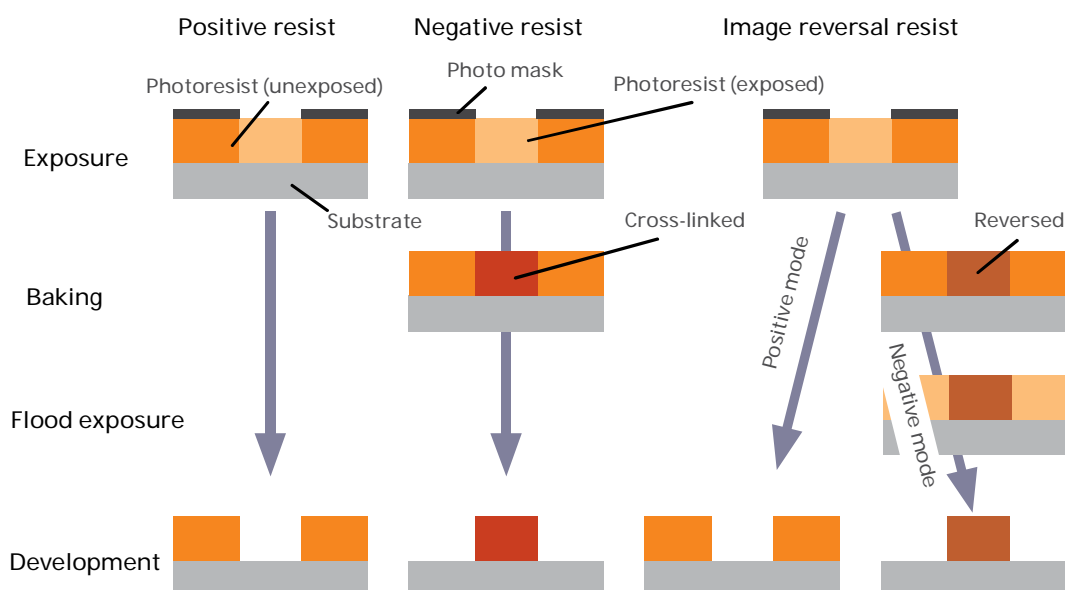 Positive resist
Negative resist
Image reversal resist
Photo mask
Photoresist (unexposed)
Photoresist (exposed)
Exposure
Substrate
Cross-linked
Reversed
Baking
Positive mode
Negative mode
Flood exposure
Development